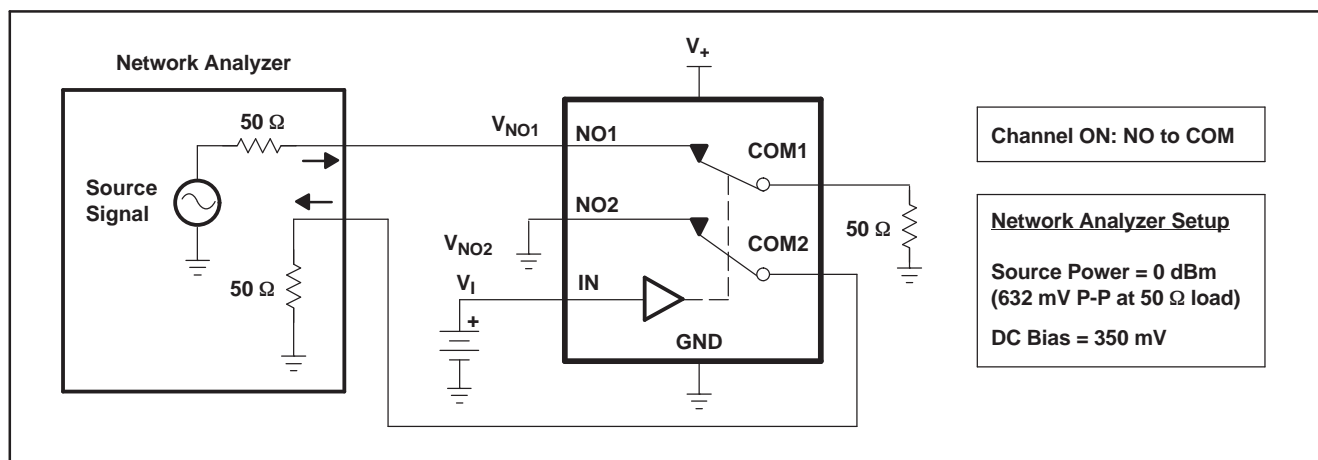 V+
Network Analyzer
50 Ω
VNO1
NO1
Channel ON: NO to COM
COM1
Source
Signal
NO2
50 Ω
Network Analyzer Setup
VNO2
COM2
50 Ω
VI
IN
Source Power = 0 dBm
(632 mV P-P at 50 Ω load)
+
GND
DC Bias = 350 mV